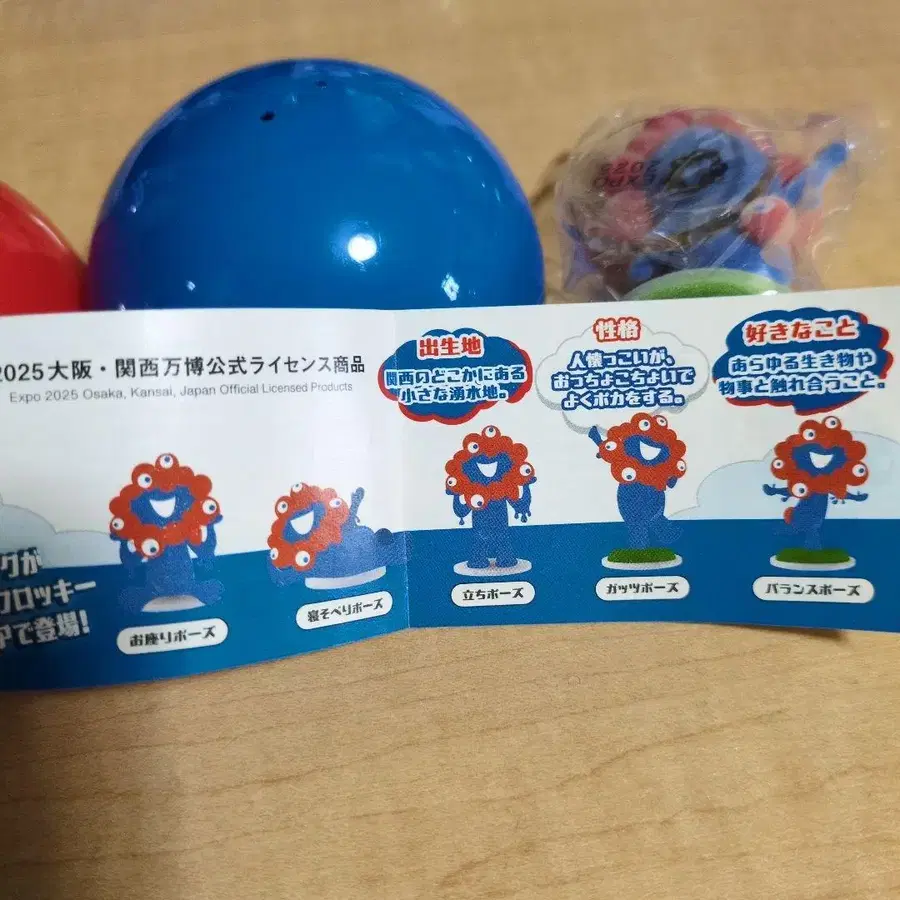 2025大阪・関西万博公式ライセンス商品
Expo 2025 Osaka, Kansai, Japan Official Licensed Products
出生地
関西のどこかにある
小さな湧水地。
性格
人懐っこいが、
おっちょこちょいで
よくポカをする。
好きなこと
あらゆる生き物や
物事と触れ合うこと。
クが
フロッキー
で登場!
お座りポーズ
寝そべりポーズ
立ちポーズ
ガッツポーズ
バランスポーズ